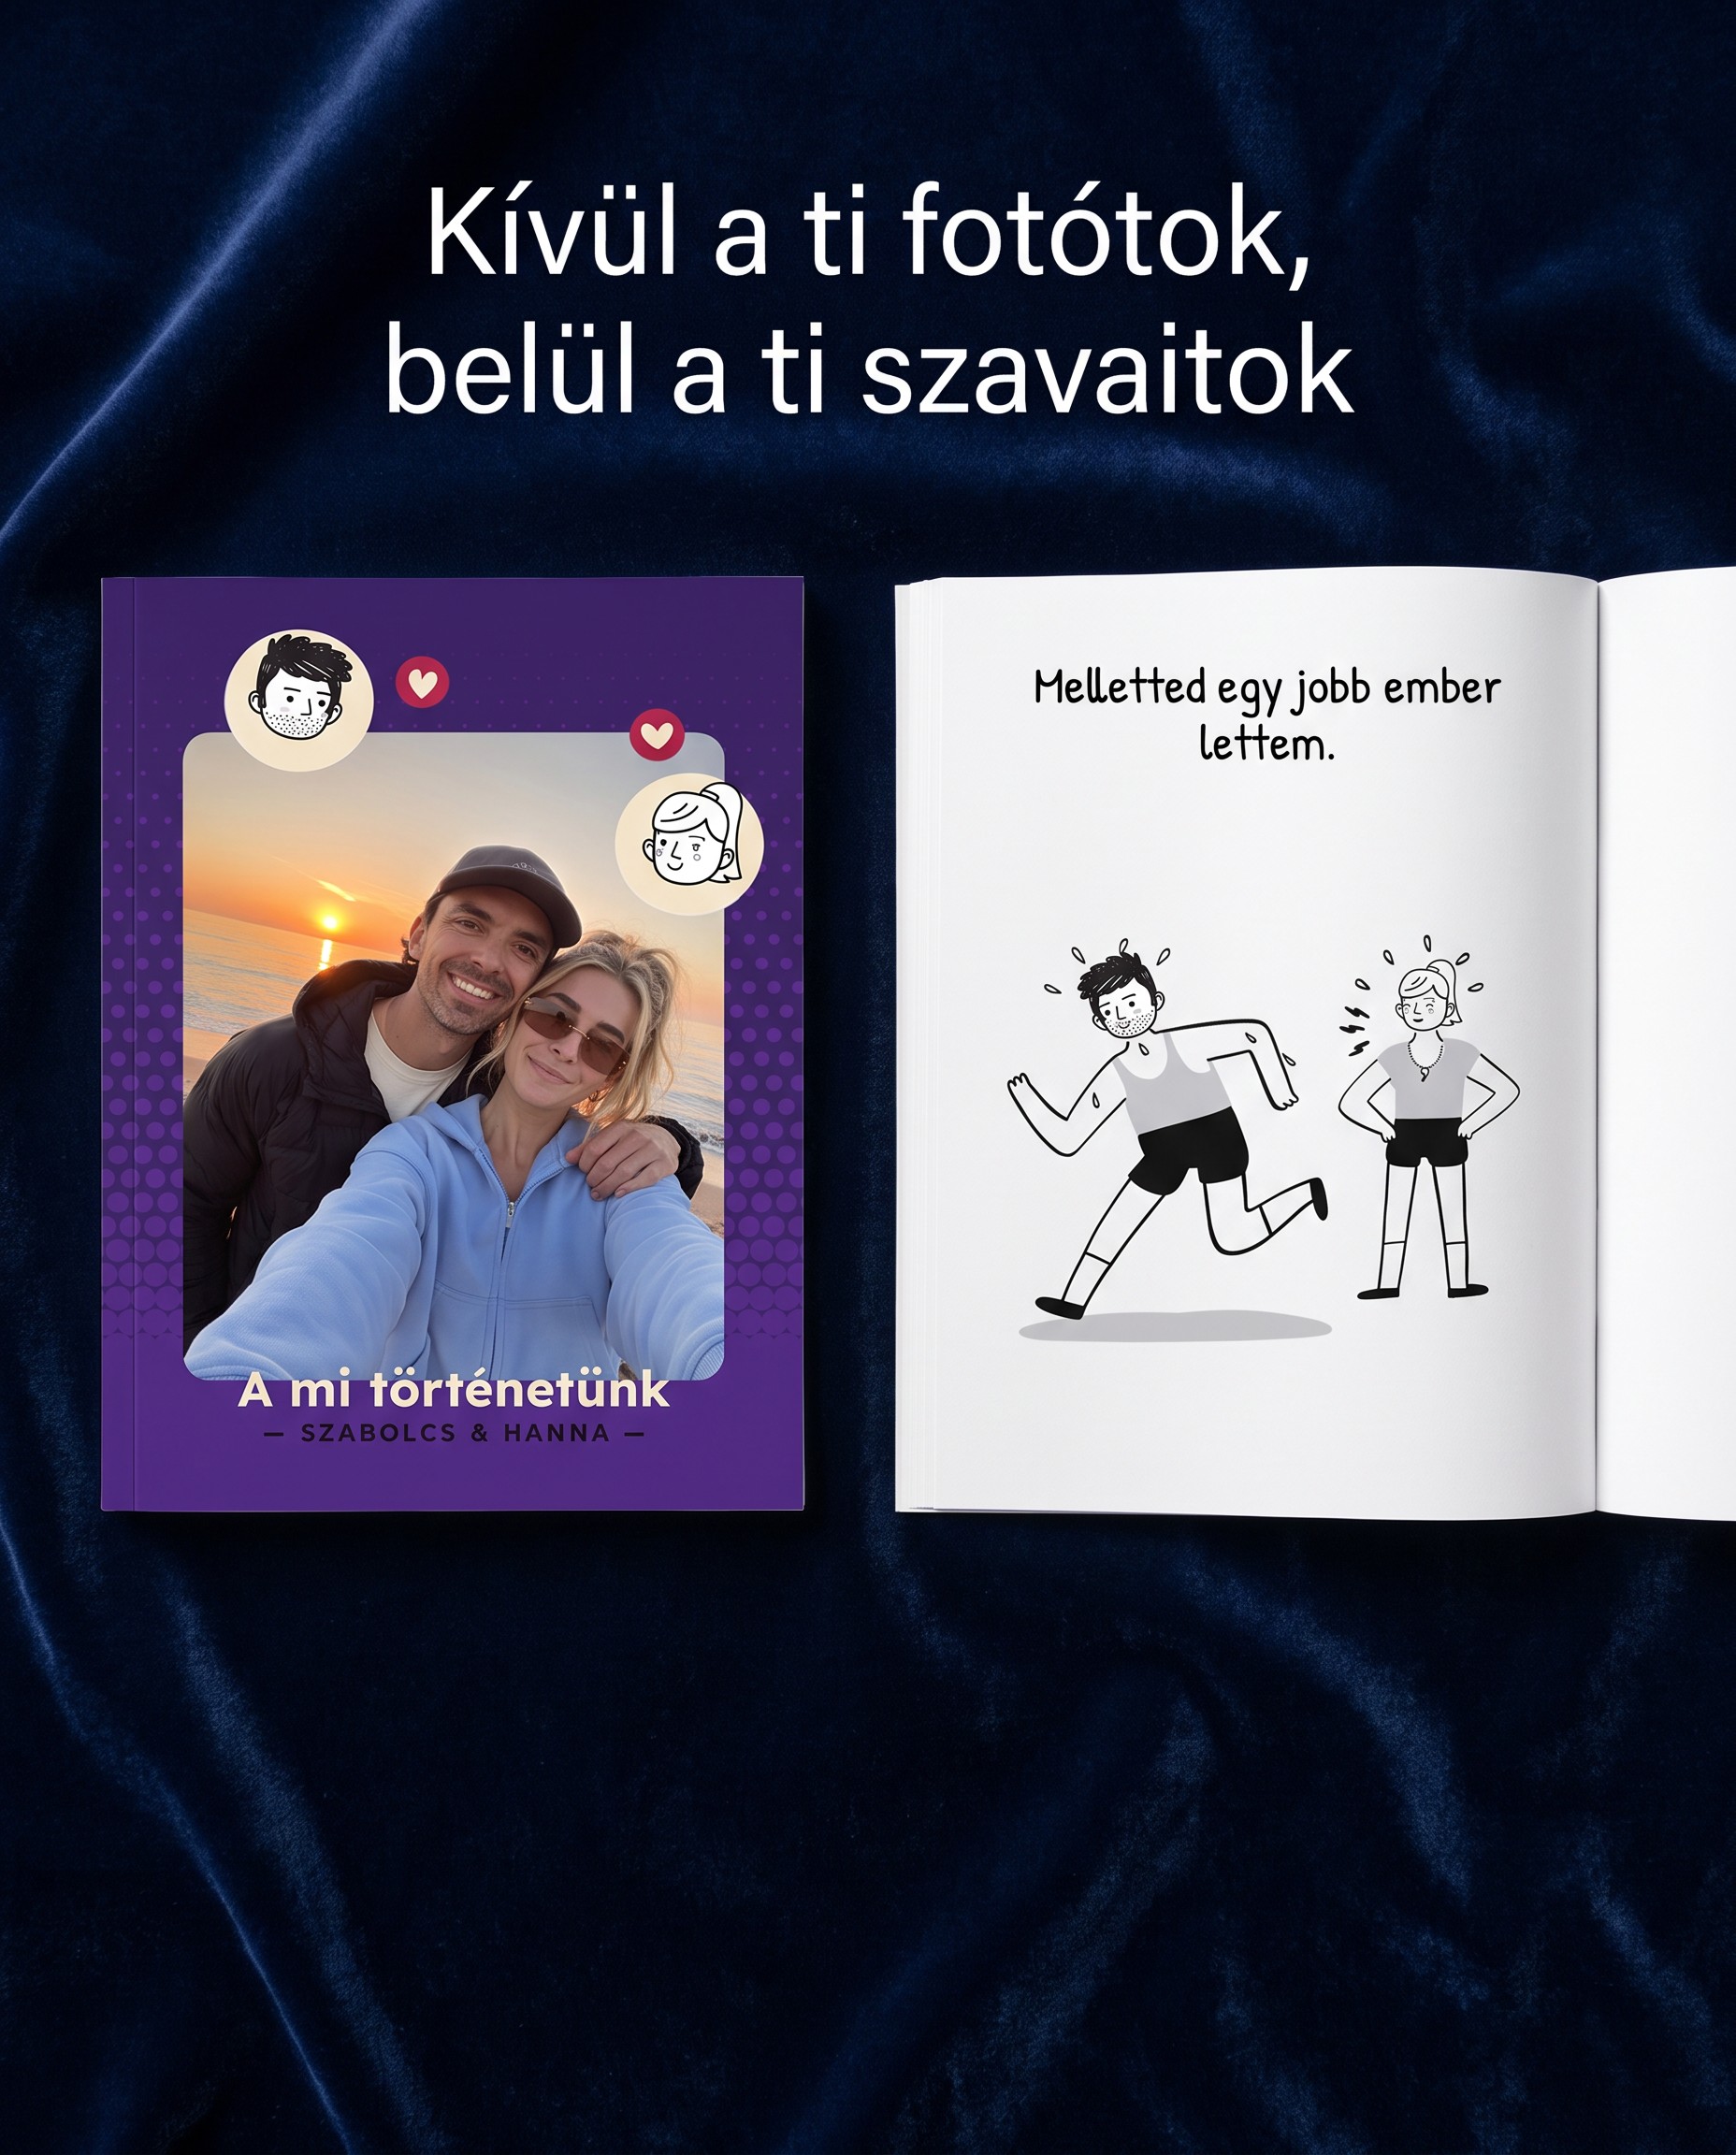 Kívül a ti fotótok,
belül a ti szavaitok
A mi történetünk
— SZABOLCS & HANNA —
Melletted egy jobb ember
lettem.